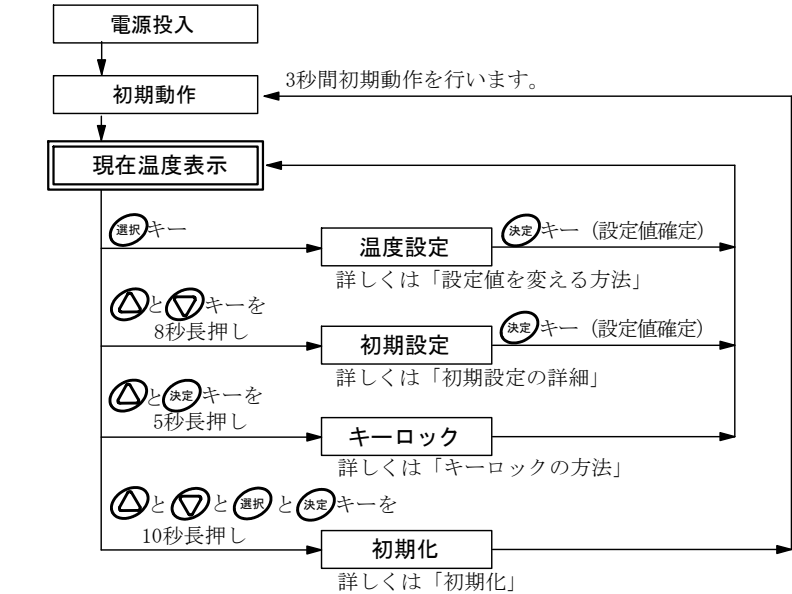 電源投入
初期動作
3秒間初期動作を行います。
現在温度表示
選択キー
温度設定
決定キー（設定値確定）
詳しくは「設定値を変える方法」
△と▽キーを
8秒長押し
初期設定
決定キー（設定値確定）
詳しくは「初期設定の詳細」
△と決定キーを
5秒長押し
キーロック
詳しくは「キーロックの方法」
△と▽と選択と決定キーを
10秒長押し
初期化
詳しくは「初期化」